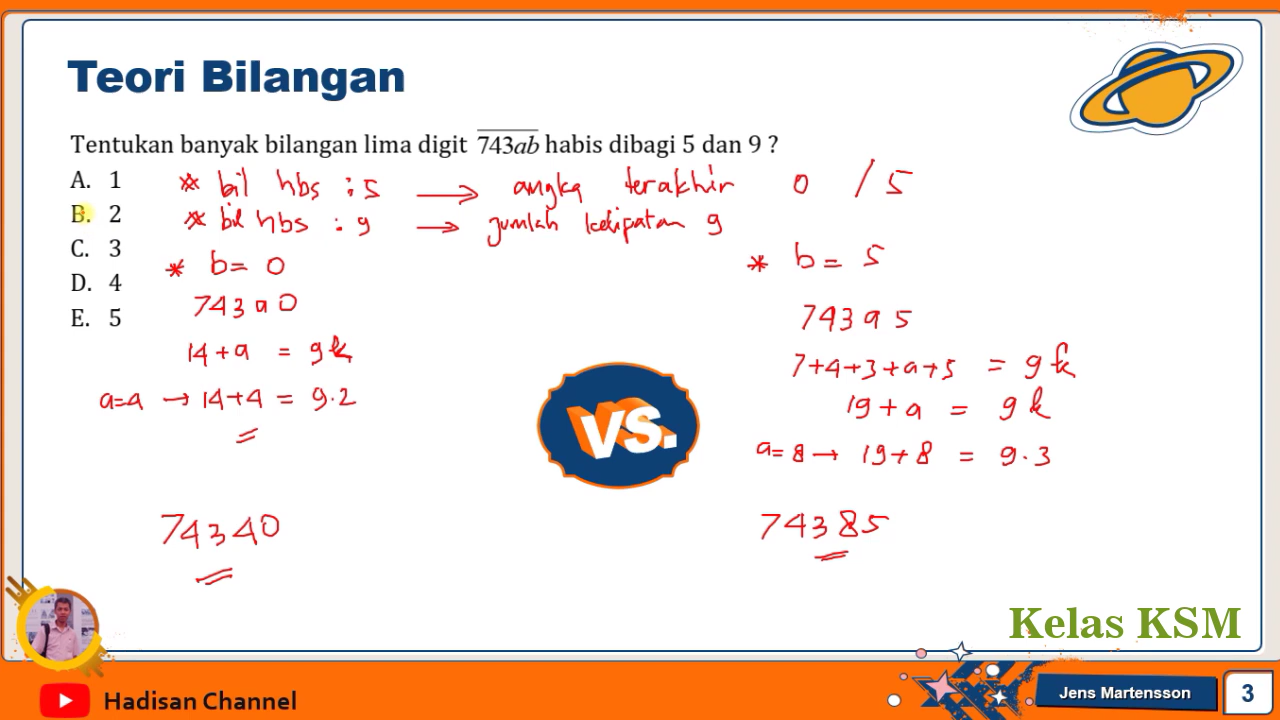 Teori Bilangan
Tentukan banyak bilangan lima digit 743ab habis dibagi 5 dan 9 ?
A. 1
B. 2
C. 3
D. 4
E. 5
* bil hbs : 5 → angka terakhir 0 / 5
* bil hbs : 9 → jumlah kelipatan 9
* b = 0
743a0
14 + a = 9k
a=4 → 14+4 = 9.2
74340
* b = 5
743a5
7+4+3+a+5 = 9k
19 + a = 9k
a=8 → 19+8 = 9.3
74385
VS.
Kelas KSM
Hadisan Channel
Jens Martensson
3